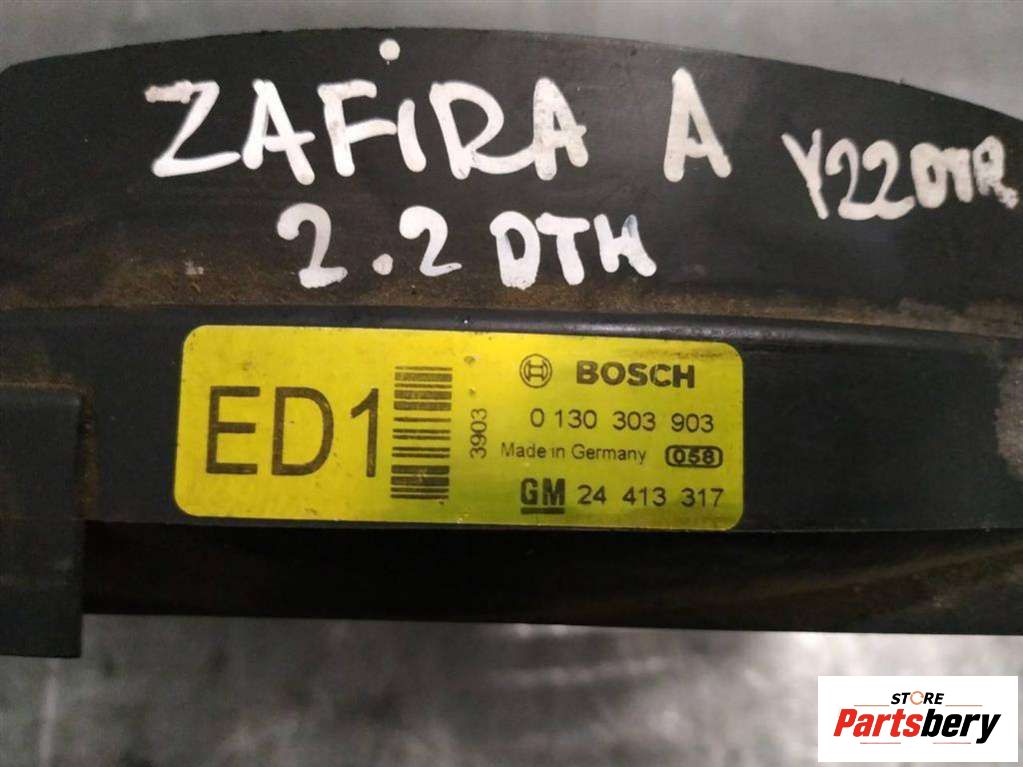 ZAFiRA A
Y22DTR
2.2 DTH
ED1
3903
BOSCH
0 130 303 903
Made in Germany 058
GM 24 413 317
STORE
Partsbery